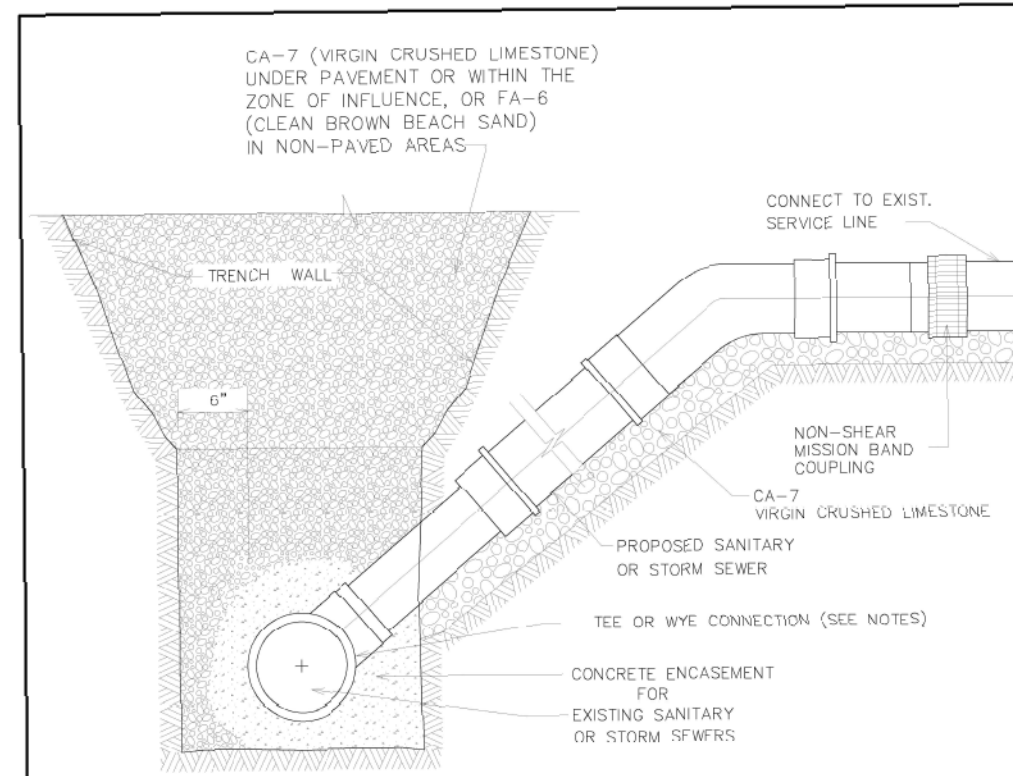 CA-7 (VIRGIN CRUSHED LIMESTONE)
UNDER PAVEMENT OR WITHIN THE
ZONE OF INFLUENCE, OR FA-6
(CLEAN BROWN BEACH SAND)
IN NON-PAVED AREAS
CONNECT TO EXIST.
SERVICE LINE
TRENCH WALL
6"
NON-SHEAR
MISSION BAND
COUPLING
CA-7
VIRGIN CRUSHED LIMESTONE
PROPOSED SANITARY
OR STORM SEWER
TEE OR WYE CONNECTION (SEE NOTES)
CONCRETE ENCASEMENT
FOR
EXISTING SANITARY
OR STORM SEWERS